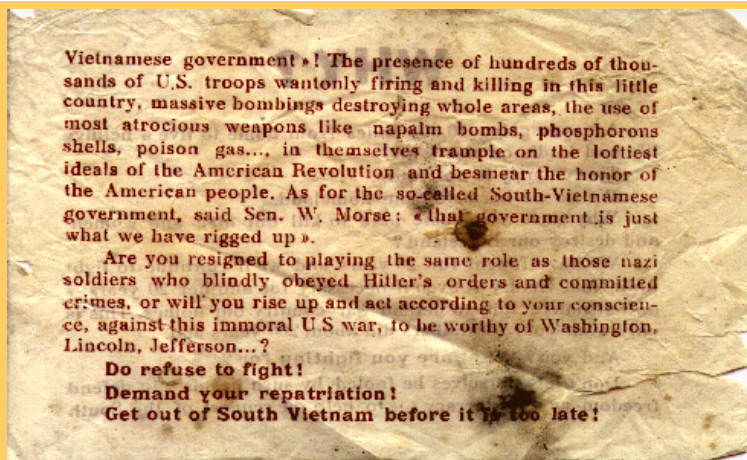 Vietnamese government »! The presence of hundreds of thou-
sands of U.S. troops wantonly firing and killing in this little
country, massive bombings destroying whole areas, the use of
most atrocious weapons like napalm bombs, phosphorons
shells, poison gas..., in themselves trample on the loftiest
ideals of the American Revolution and besmear the honor of
the American people. As for the so-called South-Vietnamese
government, said Sen. W. Morse: « that government is just
what we have rigged up ».
Are you resigned to playing the same role as those nazi
soldiers who blindly obeyed Hitler's orders and committed
crimes, or will you rise up and act according to your conscien-
ce, against this immoral U S war, to be worthy of Washington,
Lincoln, Jefferson...?
Do refuse to fight!
Demand your repatriation!
Get out of South Vietnam before it is too late!